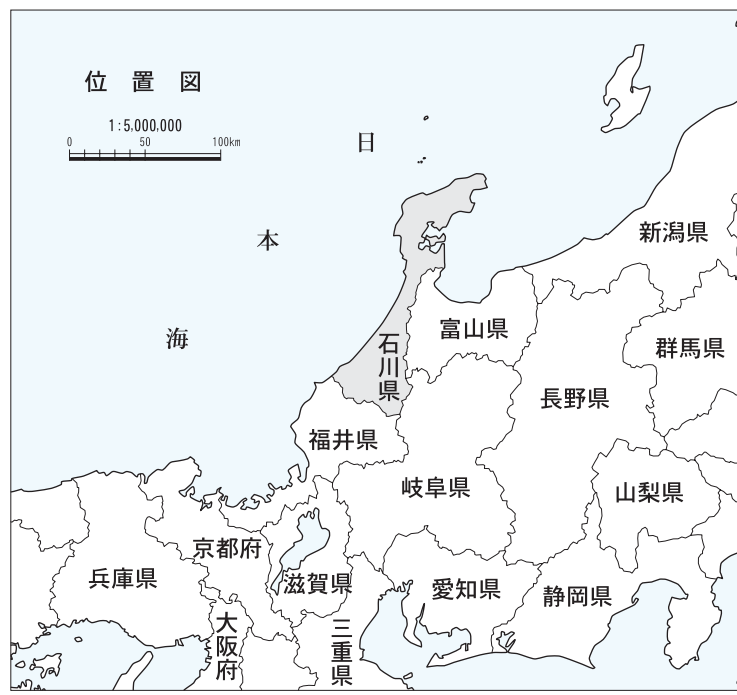 位置図
1:5,000,000
0 50 100km
日
本
海
新潟県
富山県
群馬県
石川県
長野県
福井県
岐阜県
山梨県
京都府
兵庫県
滋賀県
愛知県
静岡県
大阪府
三重県